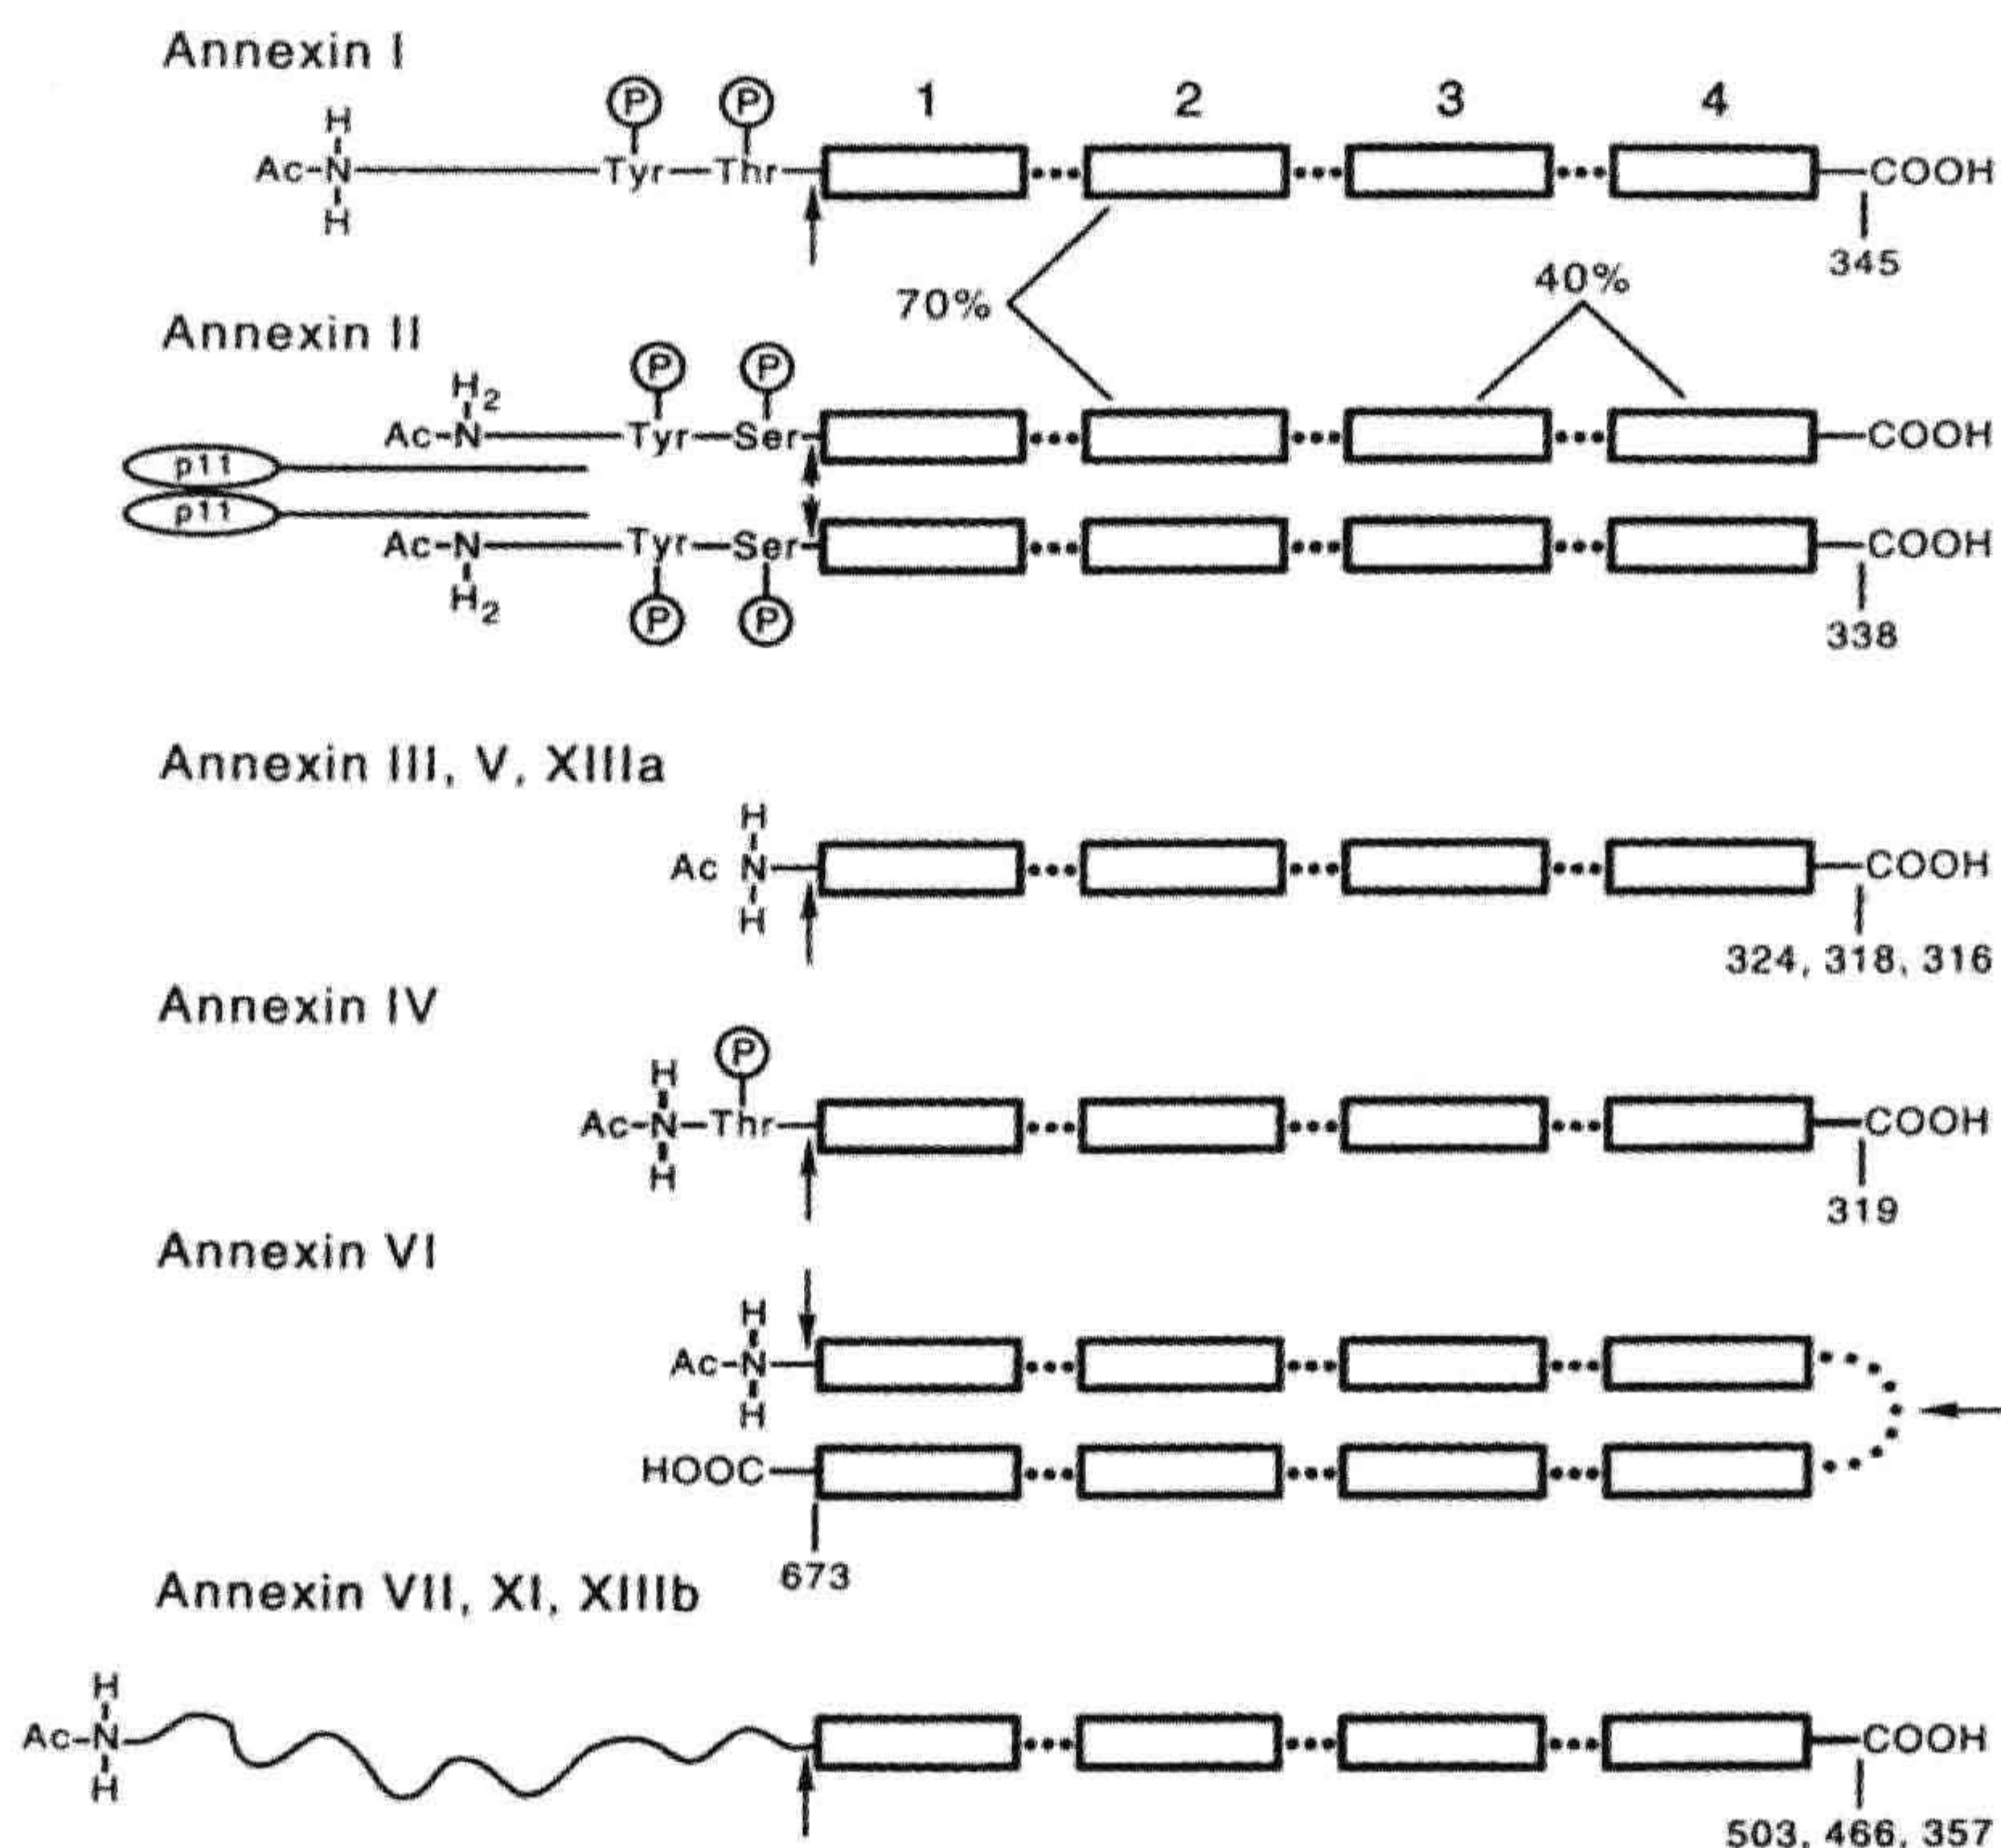 Annexin I
P P
1 2 3 4
H
Ac-N Tyr Thr COOH
H
345
70% 40%
Annexin II
P P
H2
Ac-N Tyr Ser COOH
p11
p11
Ac-N Tyr Ser COOH
H2
P P
338
Annexin III, V, XIIIa
H
Ac N COOH
H
324, 318, 316
Annexin IV
P
H
Ac-N-Thr COOH
H
319
Annexin VI
H
Ac-N
H
HOOC
673
Annexin VII, XI, XIIIb
H
Ac-N COOH
H
503, 466, 357